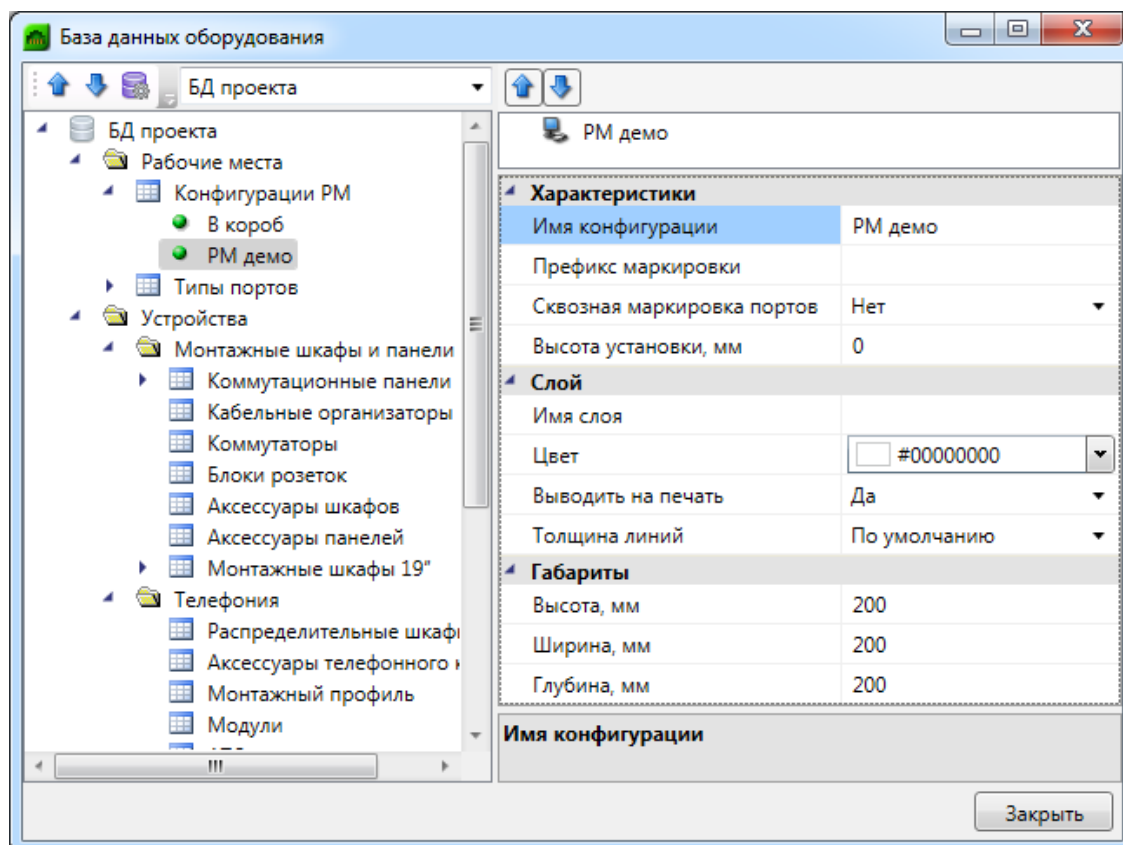 База данных оборудования
БД проекта
БД проекта
Рабочие места
Конфигурации РМ
В короб
РМ демо
Типы портов
Устройства
Монтажные шкафы и панели
Коммутационные панели
Кабельные организаторы
Коммутаторы
Блоки розеток
Аксессуары шкафов
Аксессуары панелей
Монтажные шкафы 19"
Телефония
Распределительные
Аксессуары телефонного
Монтажный профиль
Модули
РМ демо
Характеристики
Имя конфигурации РМ демо
Префикс маркировки
Сквозная маркировка портов Нет
Высота установки, мм 0
Слой
Имя слоя
Цвет #00000000
Выводить на печать Да
Толщина линий По умолчанию
Габариты
Высота, мм 200
Ширина, мм 200
Глубина, мм 200
Имя конфигурации
Закрыть